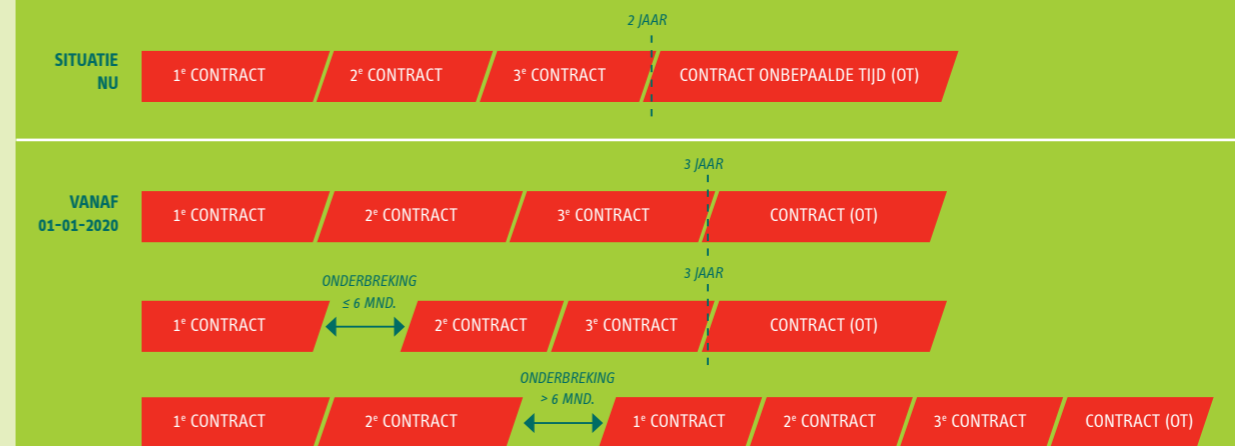 2 JAAR
SITUATIE
NU
1e CONTRACT
2e CONTRACT
3e CONTRACT
CONTRACT ONBEPAALDE TIJD (OT)
3 JAAR
VANAF
01-01-2020
1e CONTRACT
2e CONTRACT
3e CONTRACT
CONTRACT (OT)
3 JAAR
ONDERBREKING
≤ 6 MND.
1e CONTRACT
2e CONTRACT
3e CONTRACT
CONTRACT (OT)
ONDERBREKING
> 6 MND.
1e CONTRACT
2e CONTRACT
1e CONTRACT
2e CONTRACT
3e CONTRACT
CONTRACT (OT)